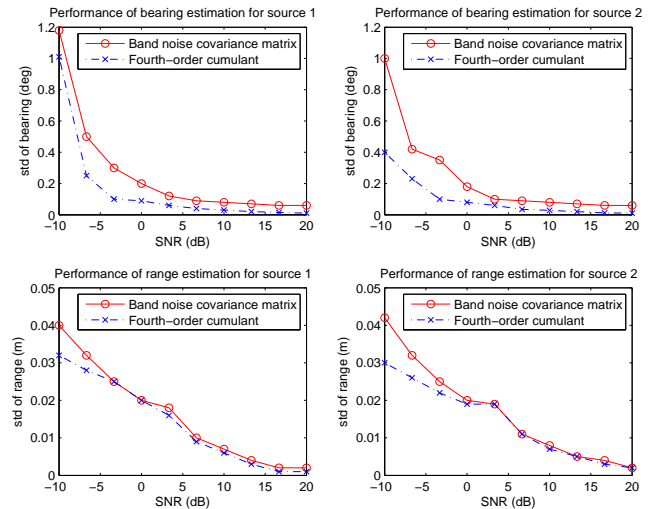 Performance of bearing estimation for source 1
1.2
1
0.8
0.6
0.4
0.2
0
std of bearing (deg)
Band noise covariance matrix
Fourth−order cumulant
−10 −5 0 5 10 15 20
SNR (dB)
Performance of bearing estimation for source 2
1.2
1
0.8
0.6
0.4
0.2
0
std of bearing (deg)
Band noise covariance matrix
Fourth−order cumulant
−10 −5 0 5 10 15 20
SNR (dB)
Performance of range estimation for source 1
0.05
0.04
0.03
0.02
0.01
0
std of range (m)
Band noise covariance matrix
Fourth−order cumulant
−10 −5 0 5 10 15 20
SNR (dB)
Performance of range estimation for source 2
0.05
0.04
0.03
0.02
0.01
0
std of range (m)
Band noise covariance matrix
Fourth−order cumulant
−10 −5 0 5 10 15 20
SNR (dB)